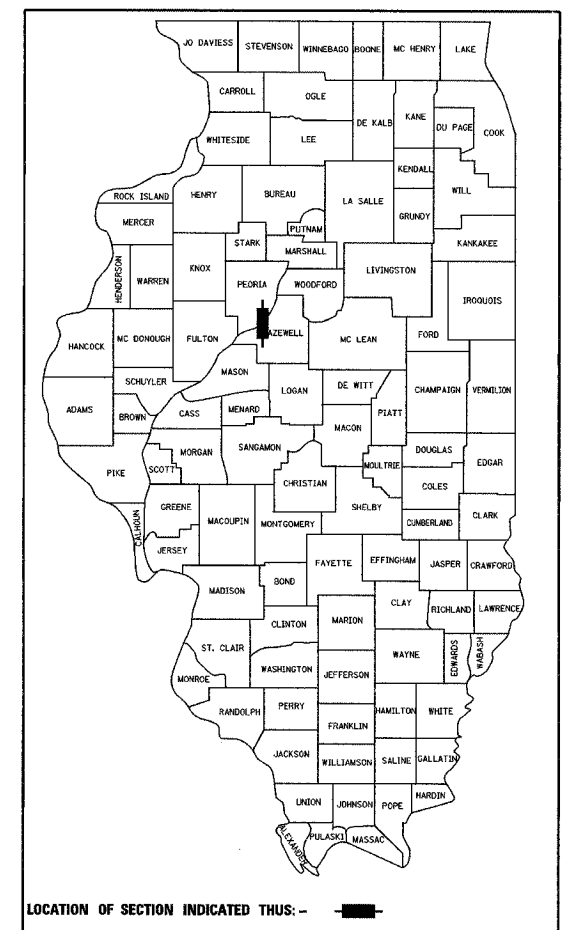 JO DAVIESS STEVENSON WINNEBAGO BOONE MC HENRY LAKE
CARROLL OGLE DE KALB KANE DU PAGE COOK
WHITESIDE LEE
KENDALL WILL
ROCK ISLAND HENRY BUREAU LA SALLE GRUNDY
MERCER PUTNAM
STARK MARSHALL KANKAKEE
HENDERSON WARREN KNOX PEORIA WOODFORD LIVINGSTON IROQUOIS
HANCOCK MC DONOUGH FULTON AZEWELL MC LEAN FORD
MASON
SCHUYLER LOGAN DE WITT CHAMPAIGN VERMILION
ADAMS BROWN CASS MENARD MACON PIATT
SANGAMON
PIKE SCOTT MORGAN MOULTRIE DOUGLAS EDGAR
CHRISTIAN COLES
CALHOUN GREENE MACOUPIN MONTGOMERY SHELBY CUMBERLAND CLARK
JERSEY FAYETTE EFFINGHAM JASPER CRAWFORD
MADISON BOND
CLAY RICHLAND LAWRENCE
CLINTON MARION
ST. CLAIR WAYNE EDWARDS WABASH
WASHINGTON JEFFERSON
MONROE
RANDOLPH PERRY HAMILTON WHITE
FRANKLIN
JACKSON WILLIAMSON SALINE GALLATIN
HARDIN
UNION JOHNSON POPE
ALEXANDER PULASKI MASSAC
LOCATION OF SECTION INDICATED THUS: -